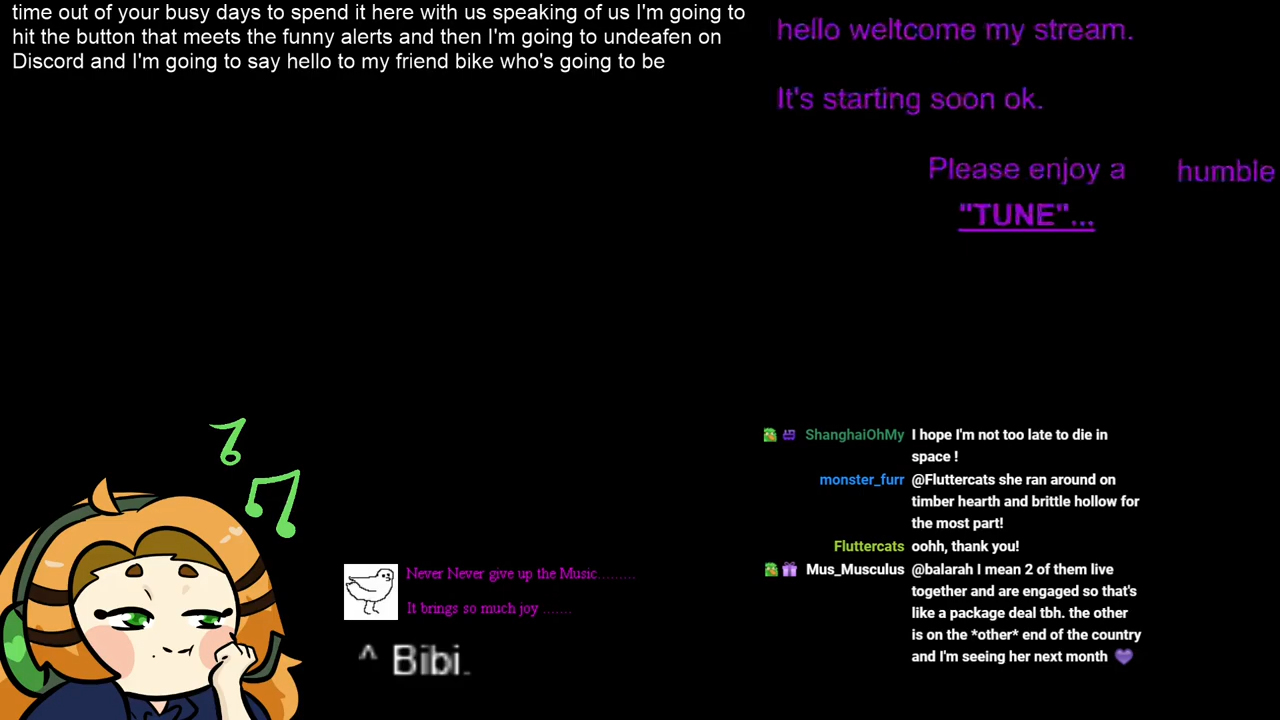 time out of your busy days to spend it here with us speaking of us I'm going to
hit the button that meets the funny alerts and then I'm going to undeafen on
Discord and I'm going to say hello to my friend bike who's going to be
hello weltcome my stream.
It's starting soon ok.
Please enjoy a humble
"TUNE"...
ShanghaiOhMy I hope I'm not too late to die in
space !
monster_furr @Fluttercats she ran around on
timber hearth and brittle hollow for
the most part!
Fluttercats oohh, thank you!
Mus_Musculus @balarah I mean 2 of them live
together and are engaged so that's
like a package deal tbh. the other
is on the *other* end of the country
and I'm seeing her next month
Never Never give up the Music.........
It brings so much joy .......
^ Bibi.